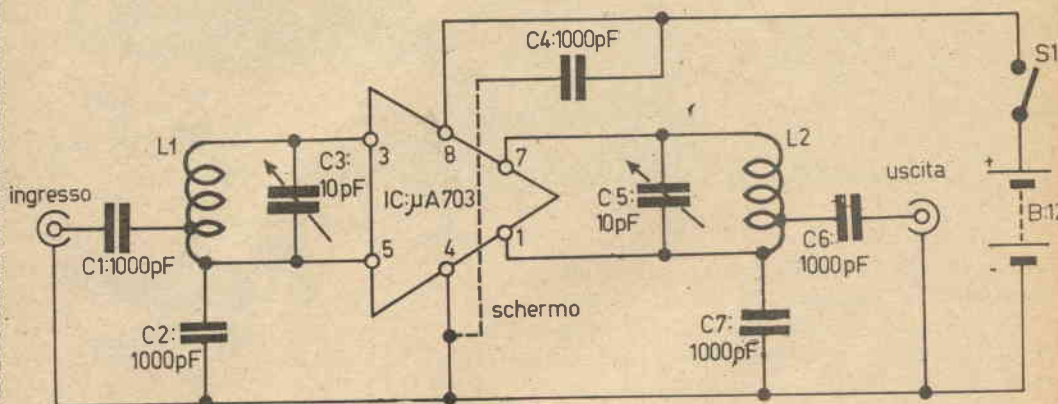 C4:1000pF
S1
L1
C3:
10pF
3
8
7
L2
ingresso
IC:µA703
C5:
10pF
uscita
+
B:12
C1:1000pF
5
4
1
C6:
1000pF
-
schermo
C2:
1000pF
C7:
1000pF